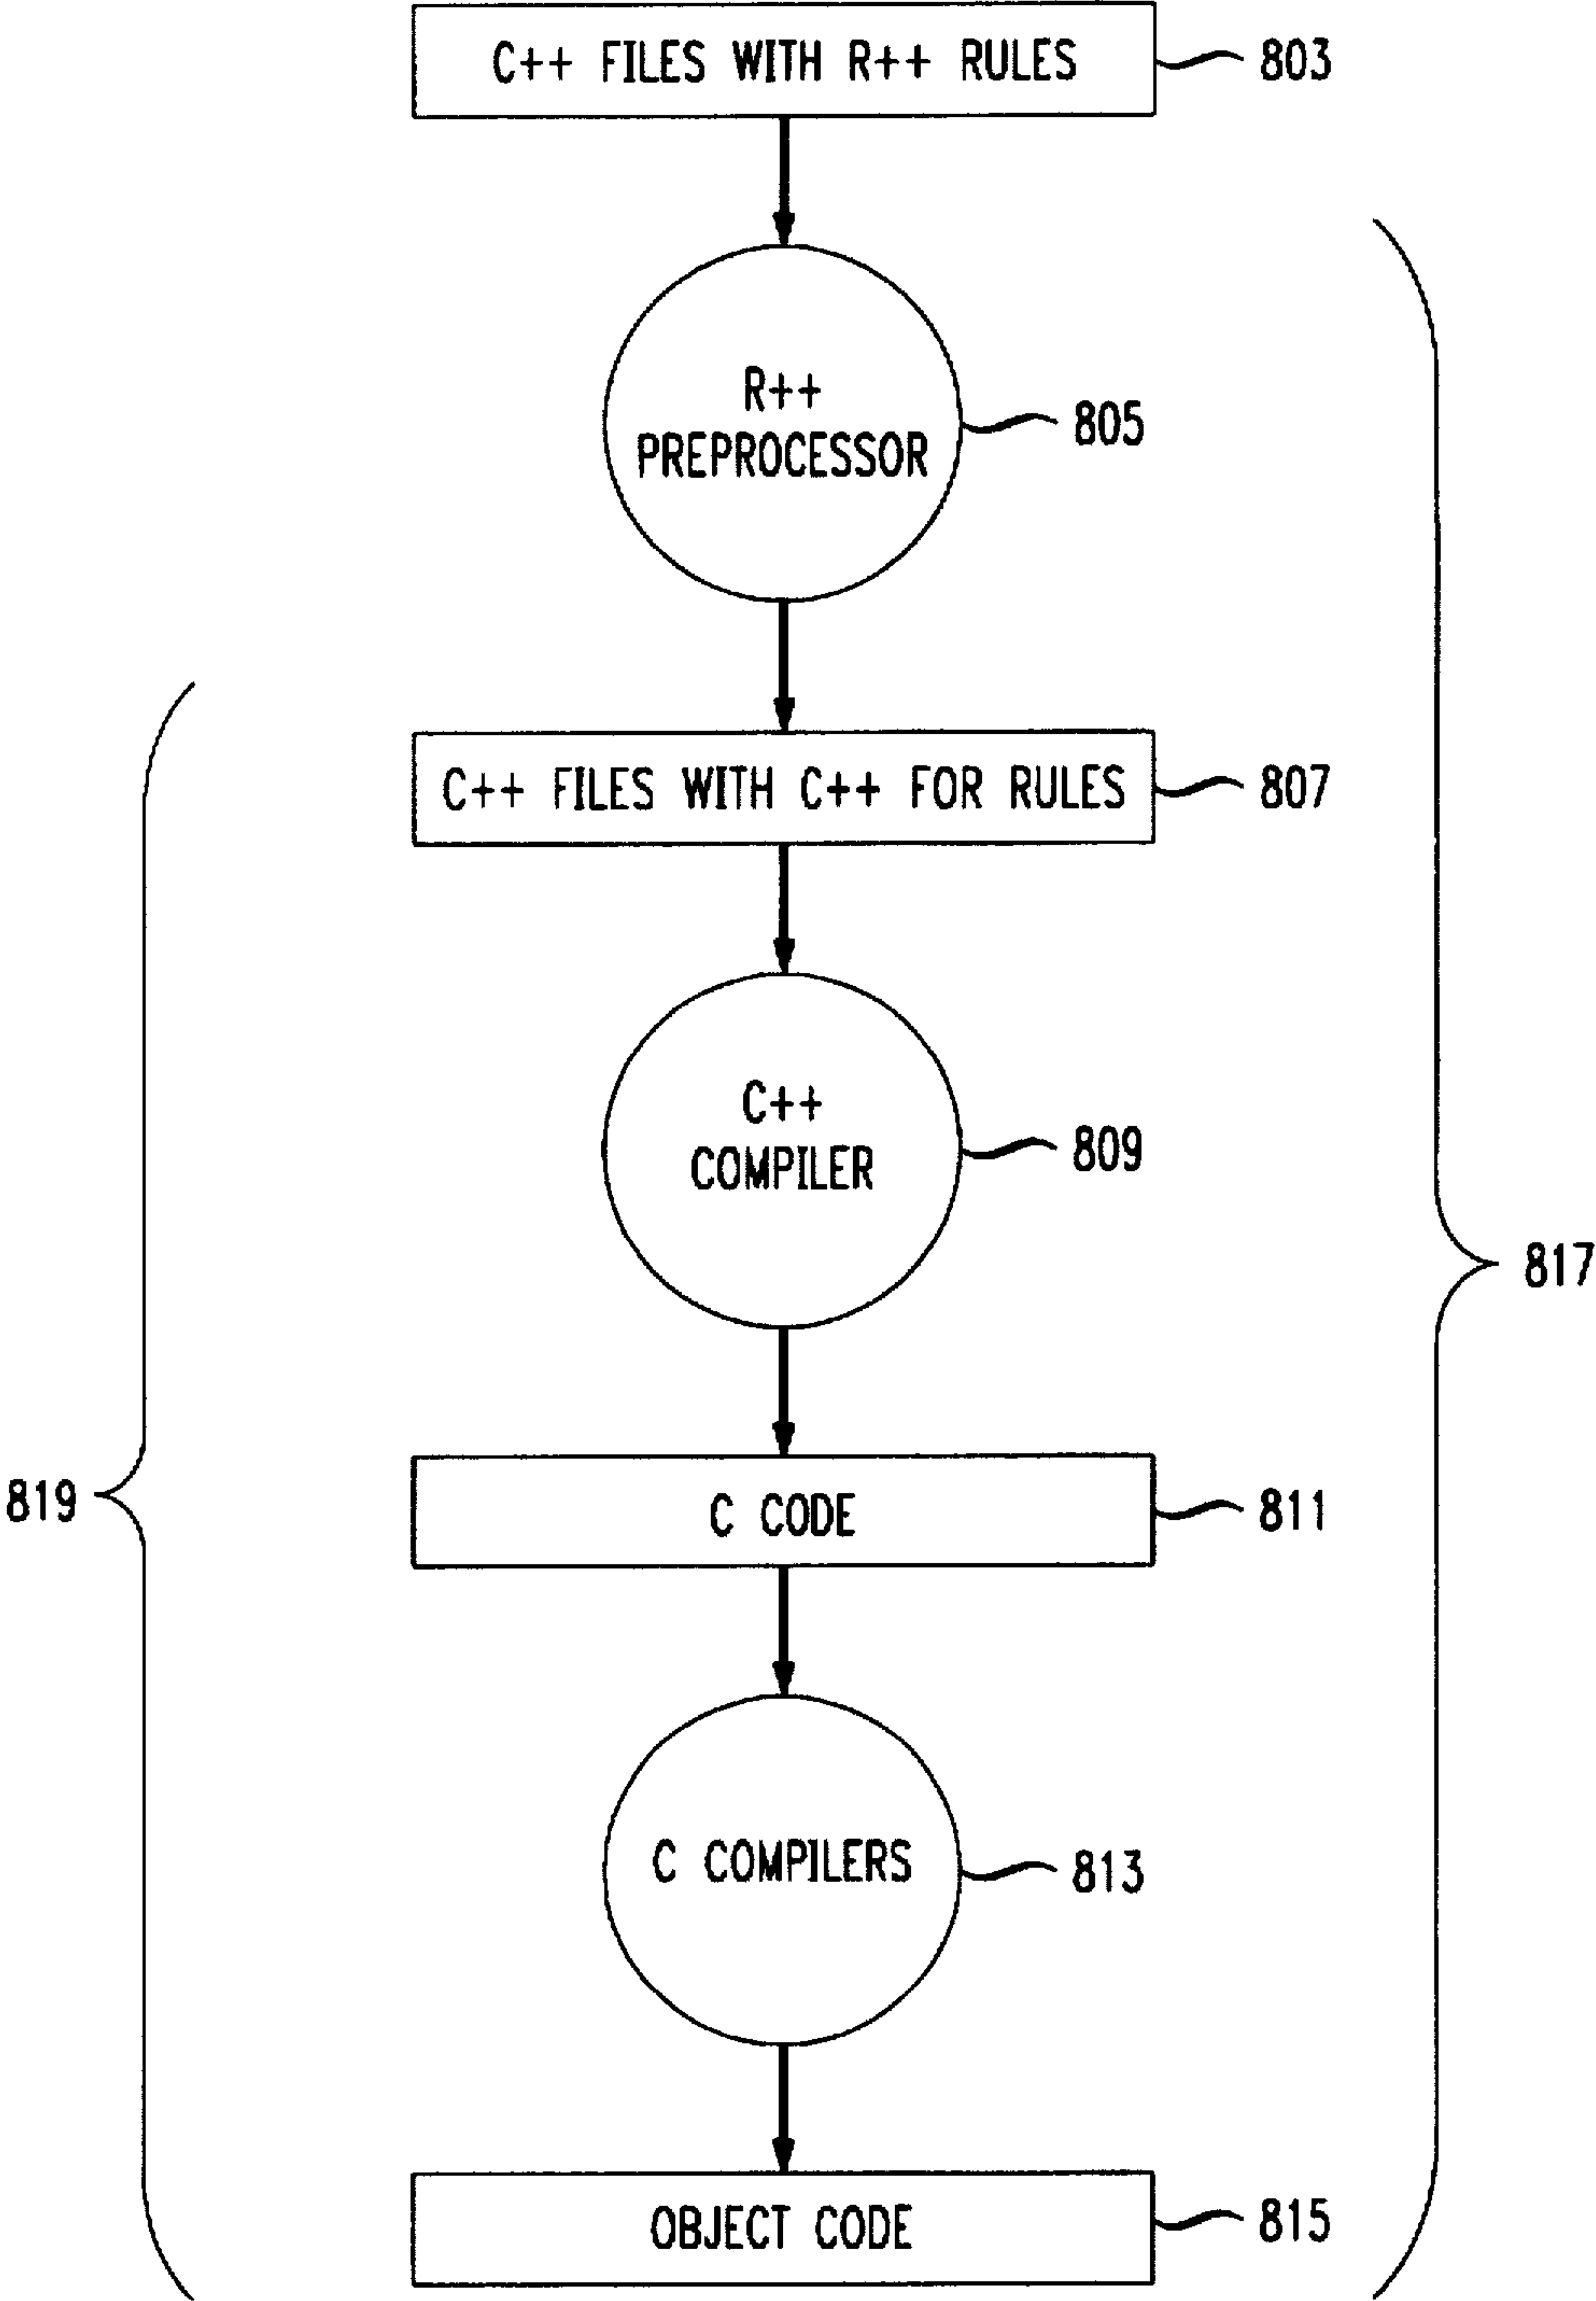 C++ FILES WITH R++ RULES
803
R++
PREPROCESSOR
805
C++ FILES WITH C++ FOR RULES
807
C++
COMPILER
809
817
819
C CODE
811
C COMPILERS
813
OBJECT CODE
815